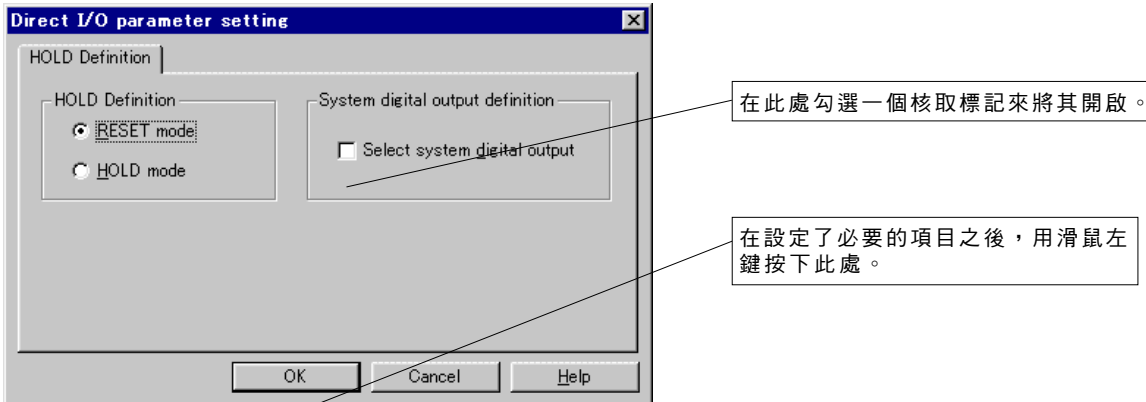 Direct I/O parameter setting
HOLD Definition
HOLD Definition
RESET mode
HOLD mode
System digital output definition
Select system digital output
OK
Cancel
Help
在此處勾選一個核取標記來將其開啟。
在設定了必要的項目之後，用滑鼠左
鍵按下此處。